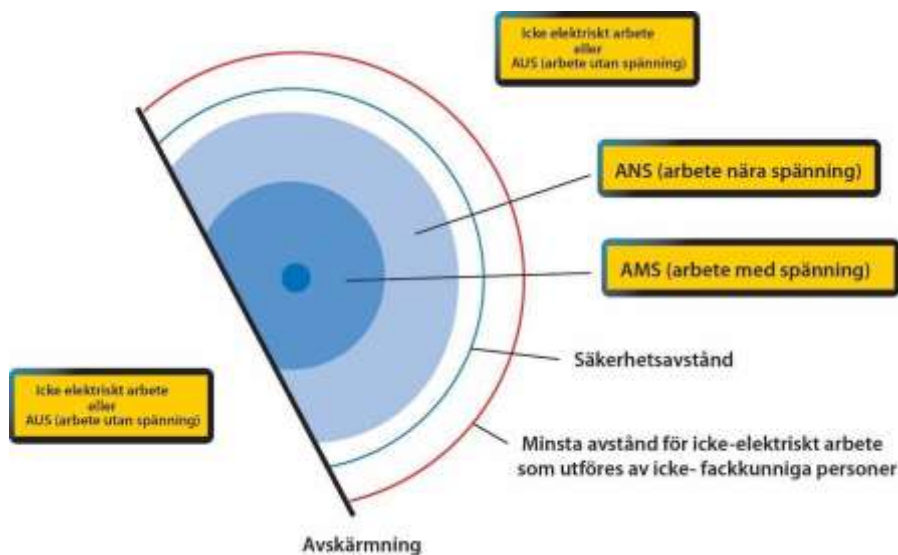 Icke elektriskt arbete
eller
AUS (arbete utan spänning)
ANS (arbete nära spänning)
AMS (arbete med spänning)
Säkerhetsavstånd
Icke elektriskt arbete
eller
AUS (arbete utan spänning)
Minsta avstånd för icke-elektriskt arbete
som utföres av icke- fackkunniga personer
Avskärmning